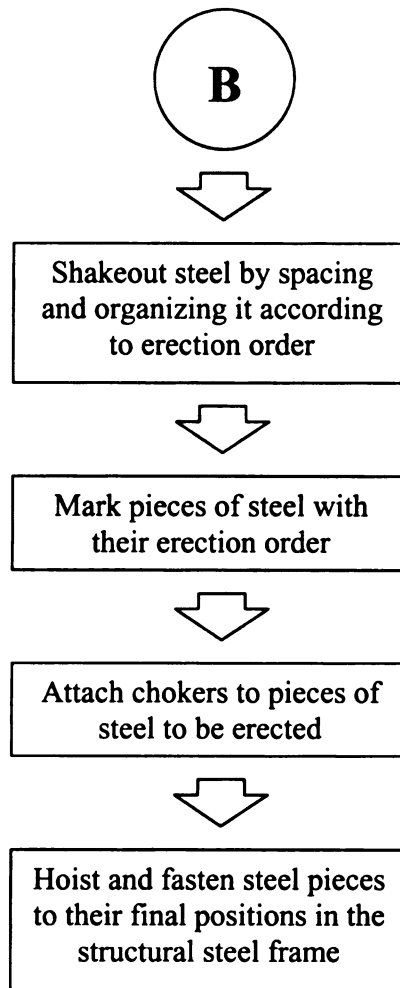 B
Shakeout steel by spacing
and organizing it according
to erection order
Mark pieces of steel with
their erection order
Attach chokers to pieces of
steel to be erected
Hoist and fasten steel pieces
to their final positions in the
structural steel frame